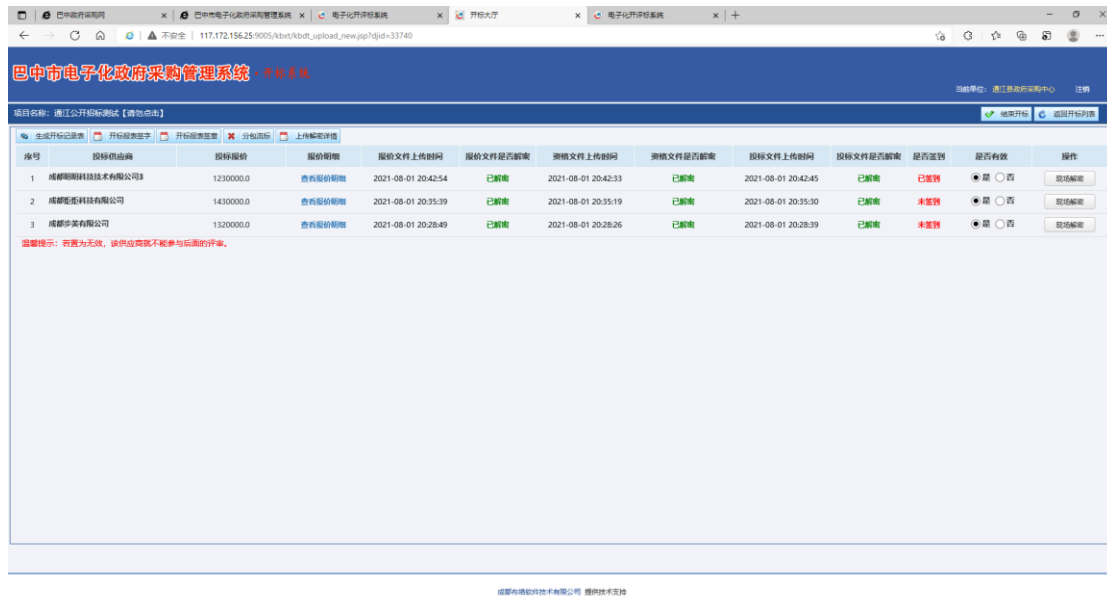 巴中政府采购网
巴中市电子化政府采购管理系统
电子化开评标系统
开标大厅
电子化开评标系统
不安全 117.172.156.25:9005/kbxt/kbdt_upload_new.jsp?djid=33740
巴中市电子化政府采购管理系统
当前单位：通江县政府采购中心 注销
项目名称：通江公开招标测试【请勿点击】 结束开标 返回开标列表
生成开标记录表 开标报表签字 开标报表签章 分包流标 上传解密详情
序号 投标供应商 投标报价 报价明细 报价文件上传时间 报价文件是否解密 资格文件上传时间 资格文件是否解密 投标文件上传时间 投标文件是否解密 是否签到 是否有效 操作
1 成都明明科技技术有限公司3 1230000.0 查看报价明细 2021-08-01 20:42:54 已解密 2021-08-01 20:42:33 已解密 2021-08-01 20:42:45 已解密 已签到 是 否 现场解密
2 科技有限公司 1430000.0 查看报价明细 2021-08-01 20:35:39 已解密 2021-08-01 20:35:19 已解密 2021-08-01 20:35:30 已解密 未签到 是 否 现场解密
3 成都步美有限公司 1320000.0 查看报价明细 2021-08-01 20:28:49 已解密 2021-08-01 20:28:26 已解密 2021-08-01 20:28:39 已解密 未签到 是 否 现场解密
温馨提示：若置为无效，该供应商就不能参与后面的评审。
成都布络软件技术有限公司 提供技术支持